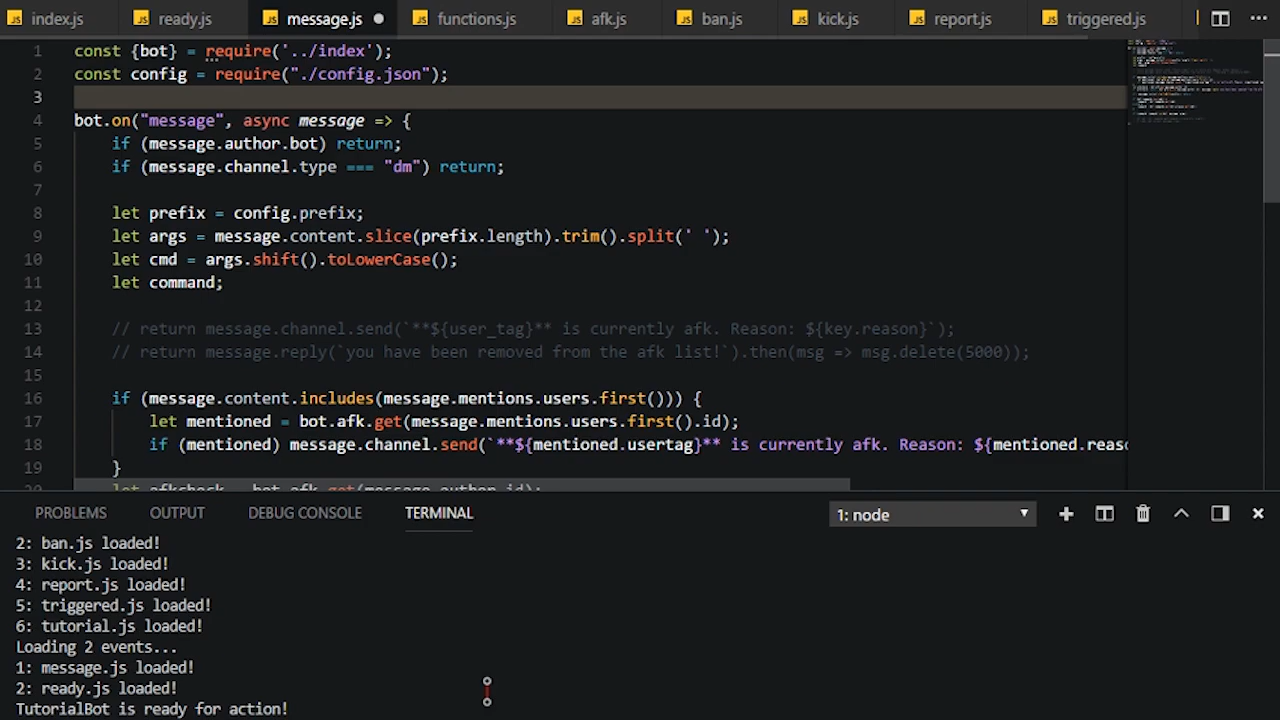 index.js ready.js message.js functions.js afk.js ban.js kick.js report.js triggered.js
1 const {bot} = require('../index');
2 const config = require("./config.json");
3
4 bot.on("message", async message => {
5 if (message.author.bot) return;
6 if (message.channel.type === "dm") return;
7
8 let prefix = config.prefix;
9 let args = message.content.slice(prefix.length).trim().split(' ');
10 let cmd = args.shift().toLowerCase();
11 let command;
12
13 // return message.channel.send(`**${user_tag}** is currently afk. Reason: ${key.reason}`);
14 // return message.reply(`you have been removed from the afk list!`).then(msg => msg.delete(5000));
15
16 if (message.content.includes(message.mentions.users.first())) {
17 let mentioned = bot.afk.get(message.mentions.users.first().id);
18 if (mentioned) message.channel.send(`**${mentioned.usertag}** is currently afk. Reason: ${mentioned.reaso
19 }
20 let afkcheck = bot.afk.get(message.author.id);
PROBLEMS OUTPUT DEBUG CONSOLE TERMINAL 1: node
2: ban.js loaded!
3: kick.js loaded!
4: report.js loaded!
5: triggered.js loaded!
6: tutorial.js loaded!
Loading 2 events...
1: message.js loaded!
2: ready.js loaded!
TutorialBot is ready for action!